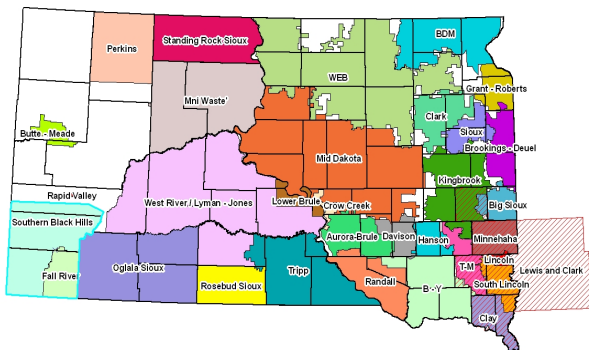 BDM
Standing Rock Sioux
Perkins
WEB
Grant - Roberts
Mni Waste'
Clark
Sioux
Butte - Meade
Brookings - Deuel
Mid Dakota
Kingbrook
Rapid Valley
West River / Lyman - Jones
Lower Brule
Crow Creek
Big Sioux
Southern Black Hills
Aurora-Brule
Davison
Hanson
Minnehaha
Lincoln
Fall River
Oglala Sioux
Tripp
T-M
Lewis and Clark
Rosebud Sioux
Randall
B - Y
South Lincoln
Clay